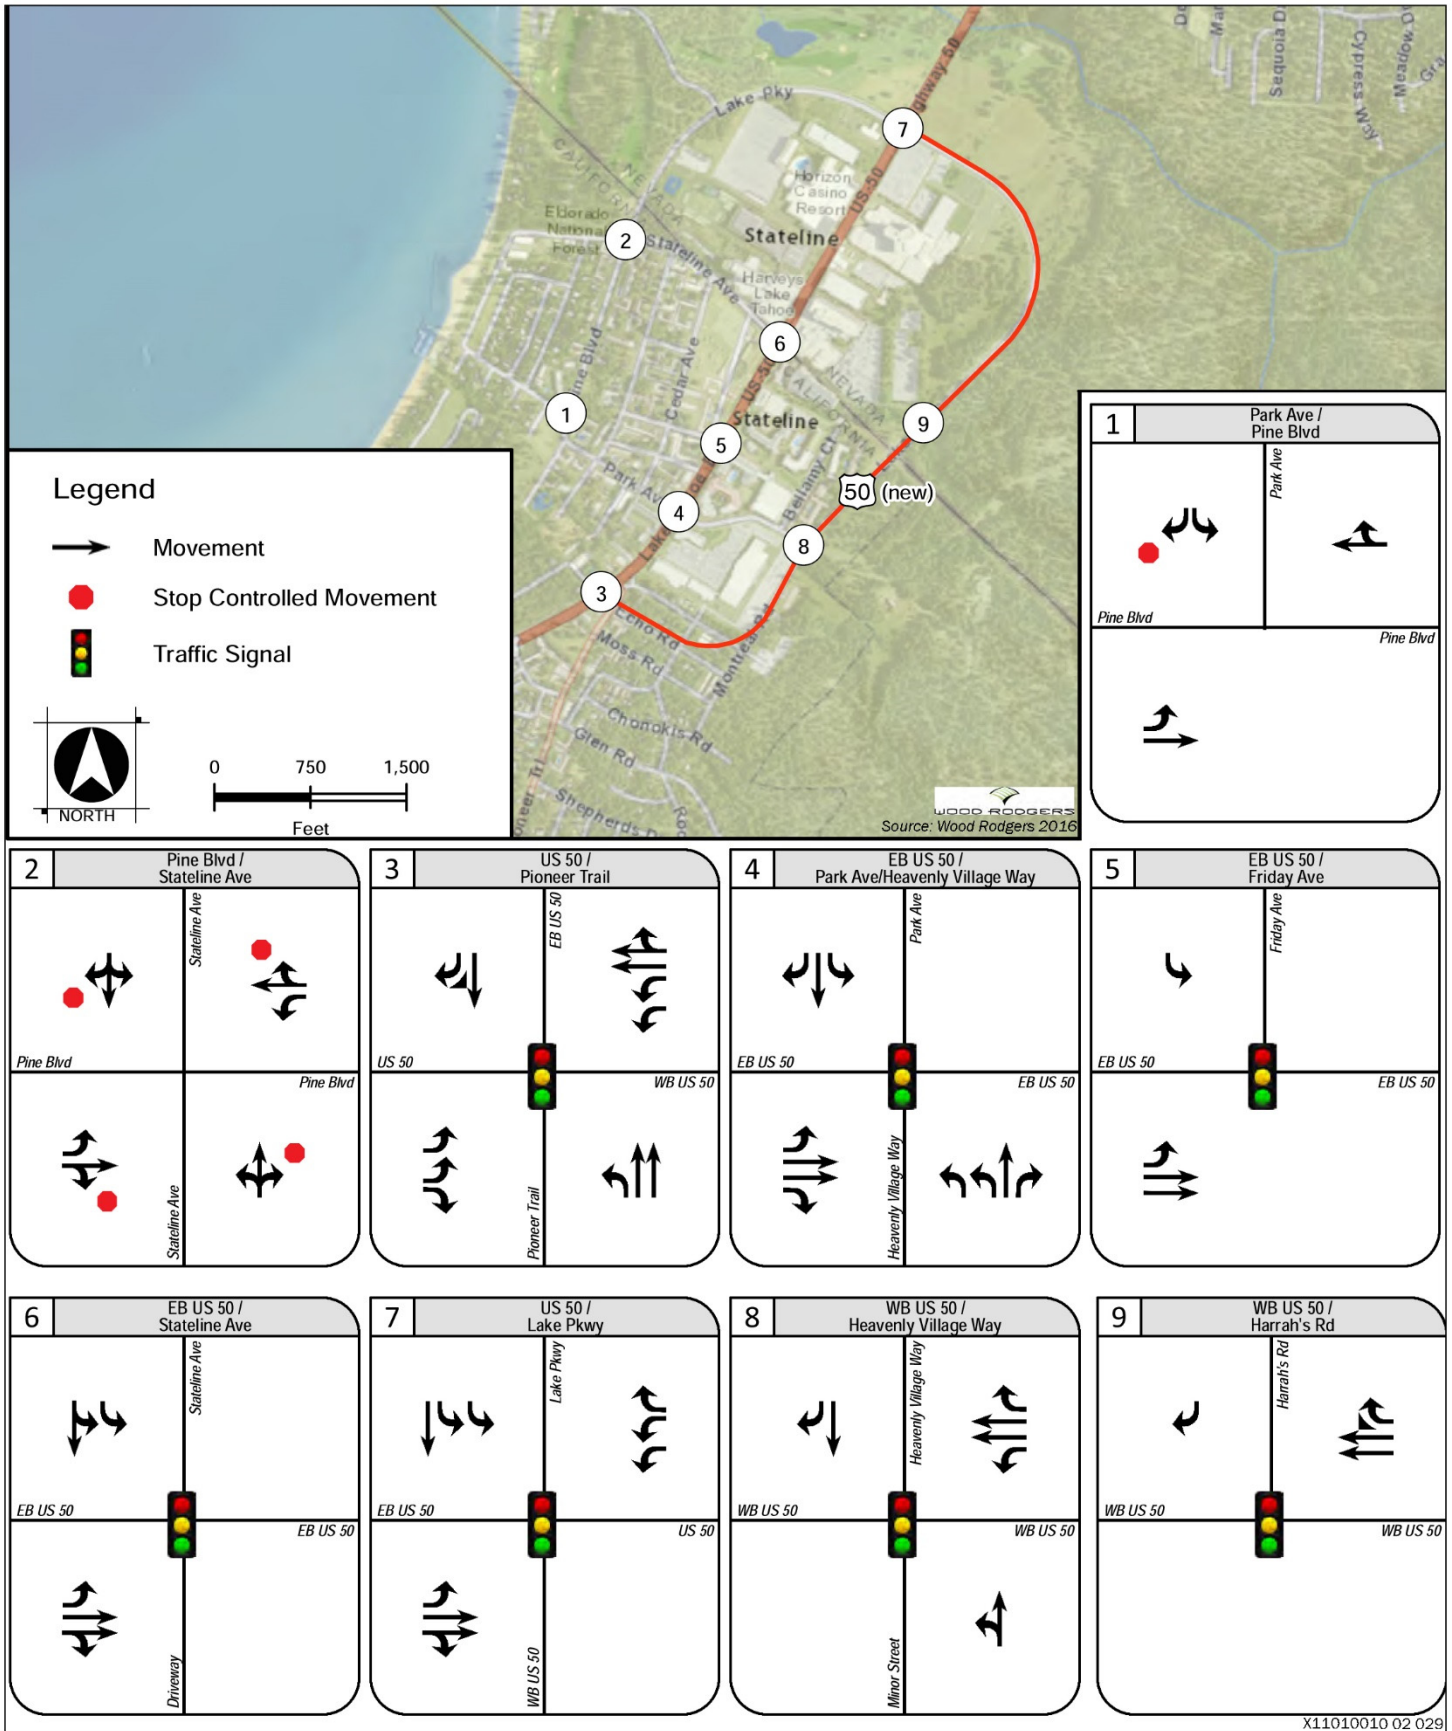 Lake Pky
Highway 50
Sequoia D
Cypress Way
Meadow D
Gra
Mar
7
CALIFORNIA
NEVADA
Horizon
Casino
Resort
US 50
Eldorado
National
Forest
2
Stateline Ave
Stateline
Harveys
Lake
Tahoe
6
US 50
NEVADA
CALIFORNIA
Pine Blvd
Cedar Ave
1
Stateline
5
9
Bellamy Ct
50 (new)
Park Ave
4
8
Lake
3
Echo Rd
Moss Rd
Montreal Rd
Chonokis Rd
Glen Rd
Shepherds D
oneer Trl
WOOD RODGERS
Source: Wood Rodgers 2016
Legend
Movement
Stop Controlled Movement
Traffic Signal
NORTH
0 750 1,500
Feet
1
Park Ave /
Pine Blvd
Park Ave
Pine Blvd
Pine Blvd
2
Pine Blvd /
Stateline Ave
Stateline Ave
Pine Blvd
Pine Blvd
Stateline Ave
3
US 50 /
Pioneer Trail
EB US 50
US 50
WB US 50
Pioneer Trail
4
EB US 50 /
Park Ave/Heavenly Village Way
Park Ave
EB US 50
EB US 50
Heavenly Village Way
5
EB US 50 /
Friday Ave
Friday Ave
EB US 50
EB US 50
6
EB US 50 /
Stateline Ave
Stateline Ave
EB US 50
EB US 50
Driveway
7
US 50 /
Lake Pkwy
Lake Pkwy
EB US 50
US 50
WB US 50
8
WB US 50 /
Heavenly Village Way
Heavenly Village Way
WB US 50
WB US 50
Minor Street
9
WB US 50 /
Harrah's Rd
Harrah's Rd
WB US 50
WB US 50
X11010010 02 029